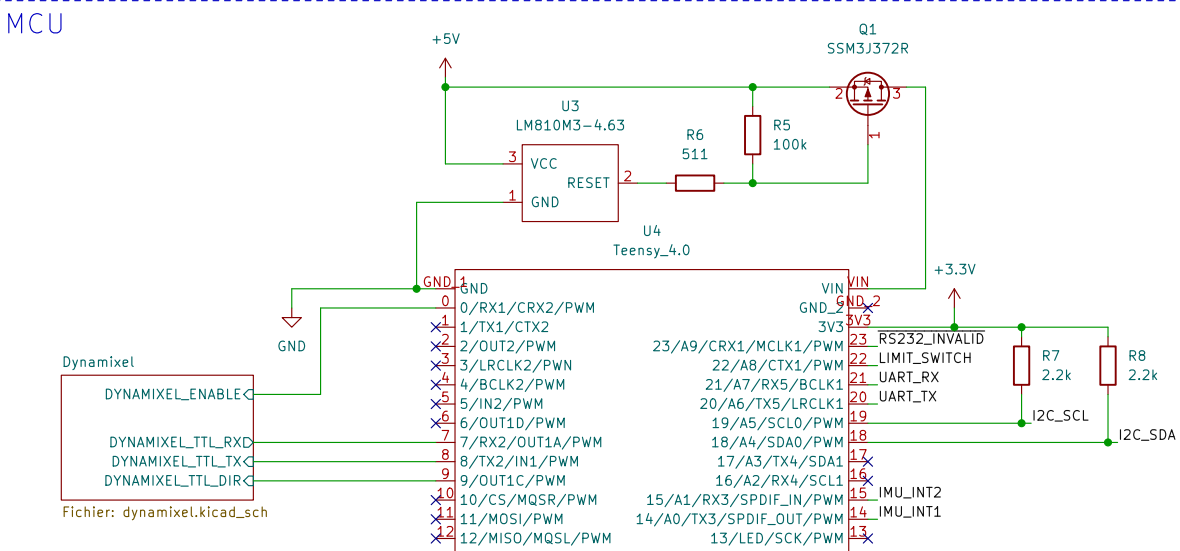 MCU
+5V
Q1
SSM3J372R
2
3
1
U3
LM810M3-4.63
3
VCC
RESET
2
1
GND
R6
511
R5
100k
U4
Teensy_4.0
GND
+3.3V
GND_1
GND
0
0/RX1/CRX2/PWM
1
1/TX1/CTX2
2
2/OUT2/PWM
3
3/LRCLK2/PWN
4
4/BCLK2/PWM
5
5/IN2/PWM
6
6/OUT1D/PWM
7
7/RX2/OUT1A/PWM
8
8/TX2/IN1/PWM
9
9/OUT1C/PWM
10
10/CS/MQSR/PWM
11
11/MOSI/PWM
12
12/MISO/MQSL/PWM
VIN
VIN
GND_2
GND_2
3V3
3V3
23/A9/CRX1/MCLK1/PWM
23
RS232_INVALID
22/A8/CTX1/PWM
22
LIMIT_SWITCH
21/A7/RX5/BCLK1
21
UART_RX
20/A6/TX5/LRCLK1
20
UART_TX
19/A5/SCL0/PWM
19
I2C_SCL
18/A4/SDA0/PWM
18
I2C_SDA
17/A3/TX4/SDA1
17
16/A2/RX4/SCL1
16
15/A1/RX3/SPDIF_IN/PWM
15
IMU_INT2
14/A0/TX3/SPDIF_OUT/PWM
14
IMU_INT1
13/LED/SCK/PWM
13
R7
2.2k
R8
2.2k
Dynamixel
DYNAMIXEL_ENABLE
DYNAMIXEL_TTL_RX
DYNAMIXEL_TTL_TX
DYNAMIXEL_TTL_DIR
Fichier: dynamixel.kicad_sch